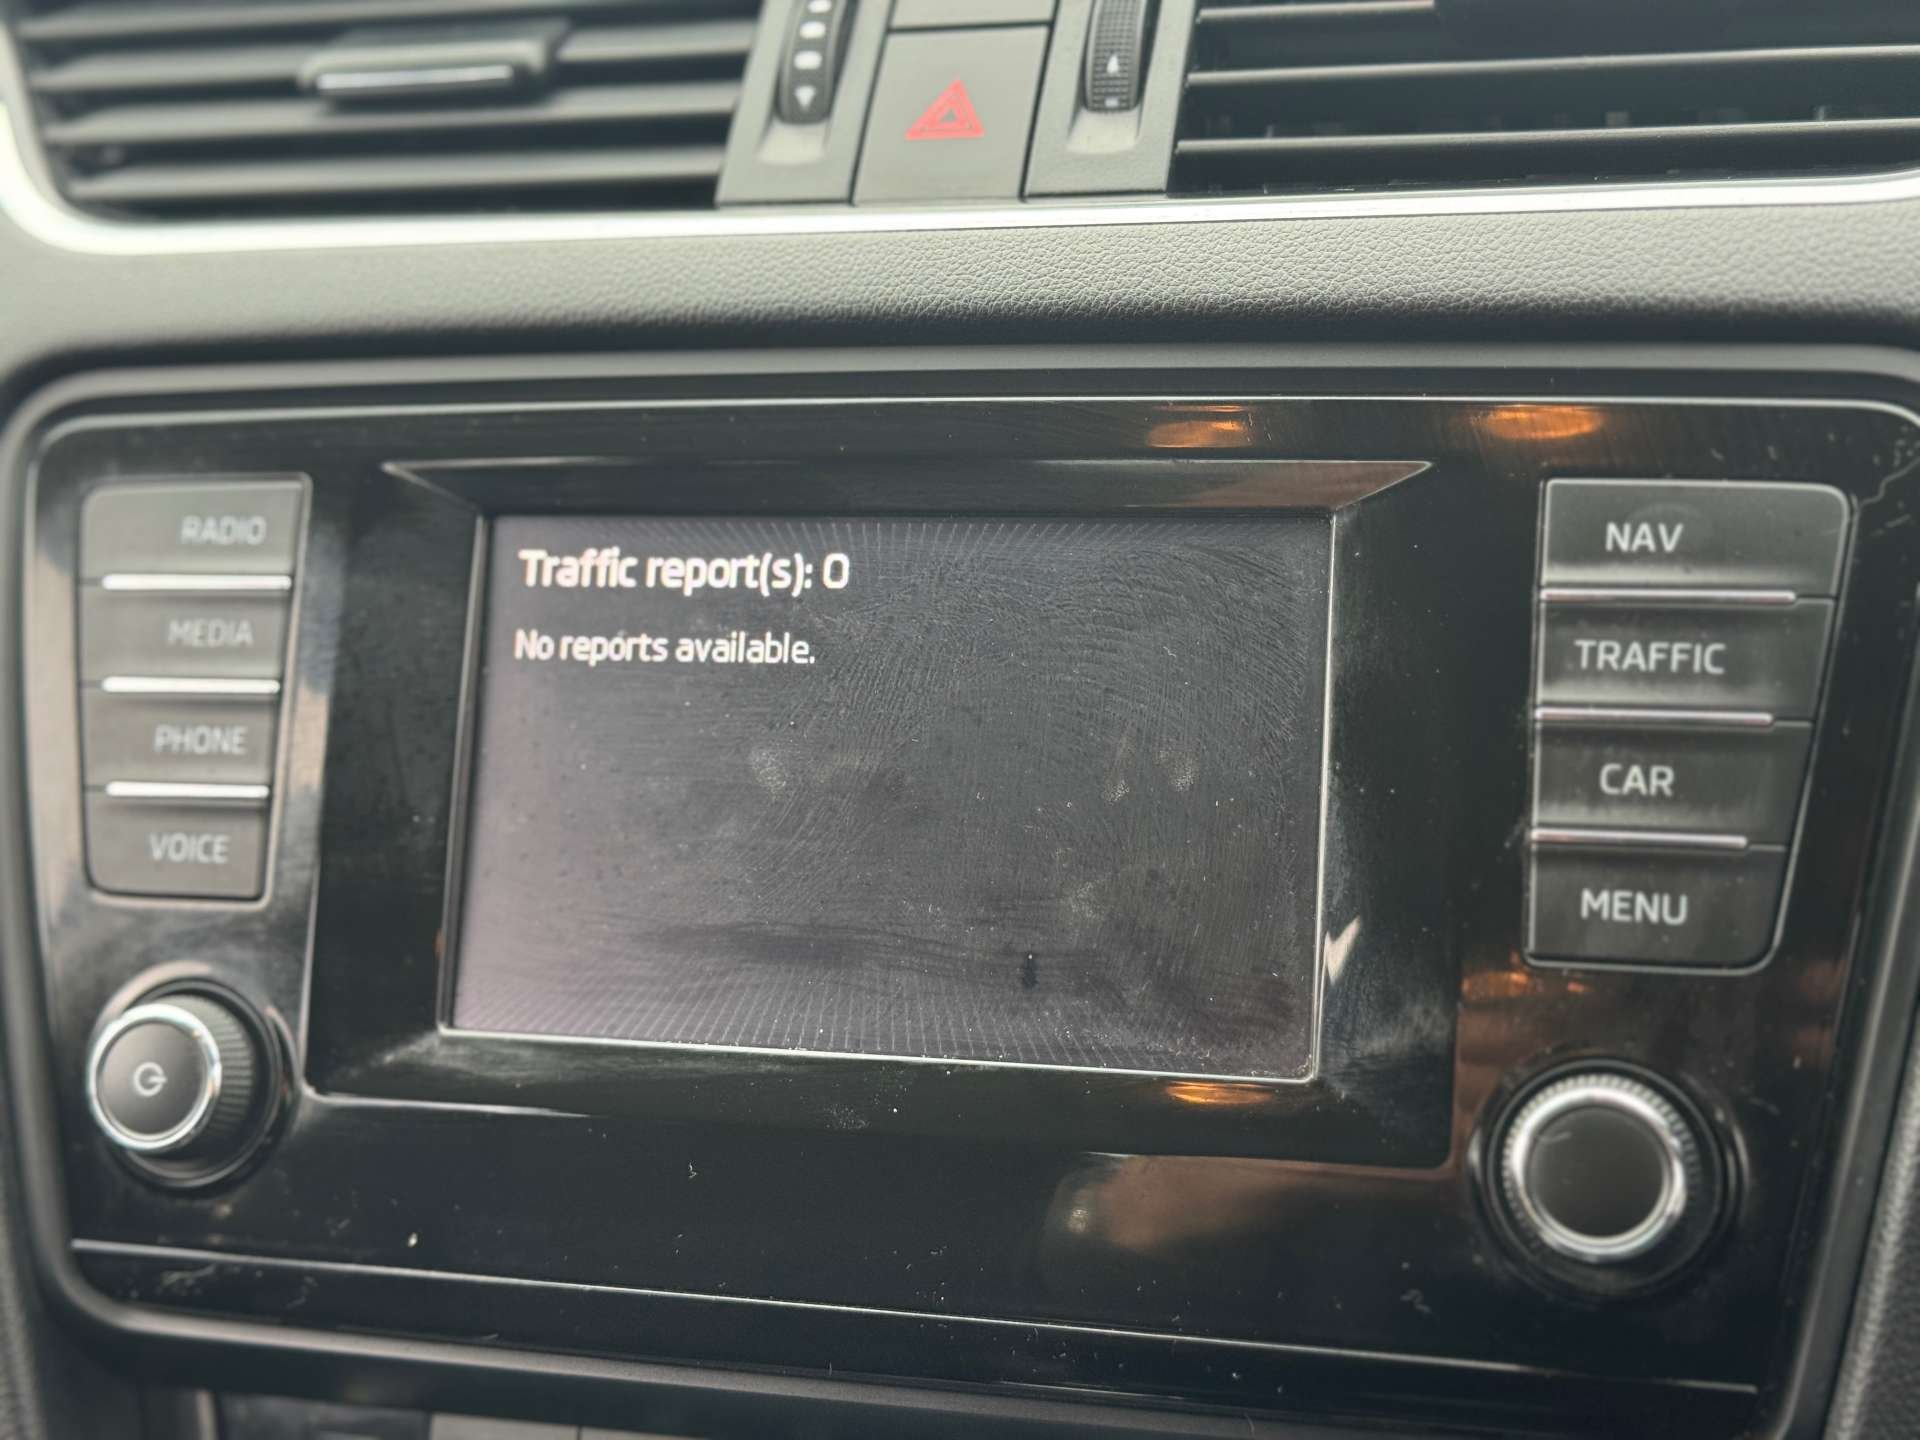 RADIO
MEDIA
PHONE
VOICE
Traffic report(s): 0
No reports available.
NAV
TRAFFIC
CAR
MENU